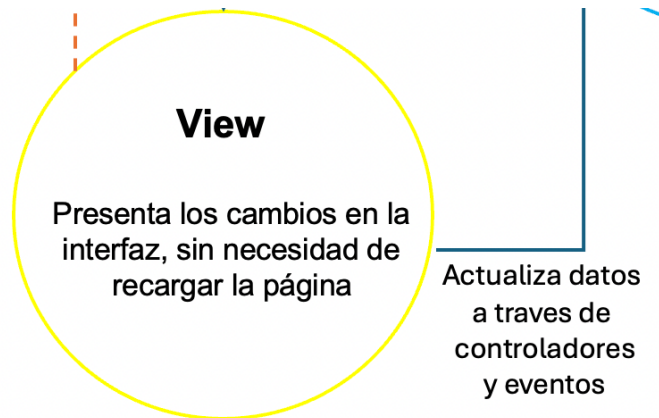 View
Presenta los cambios en la
interfaz, sin necesidad de
recargar la página
Actualiza datos
a traves de
controladores
y eventos